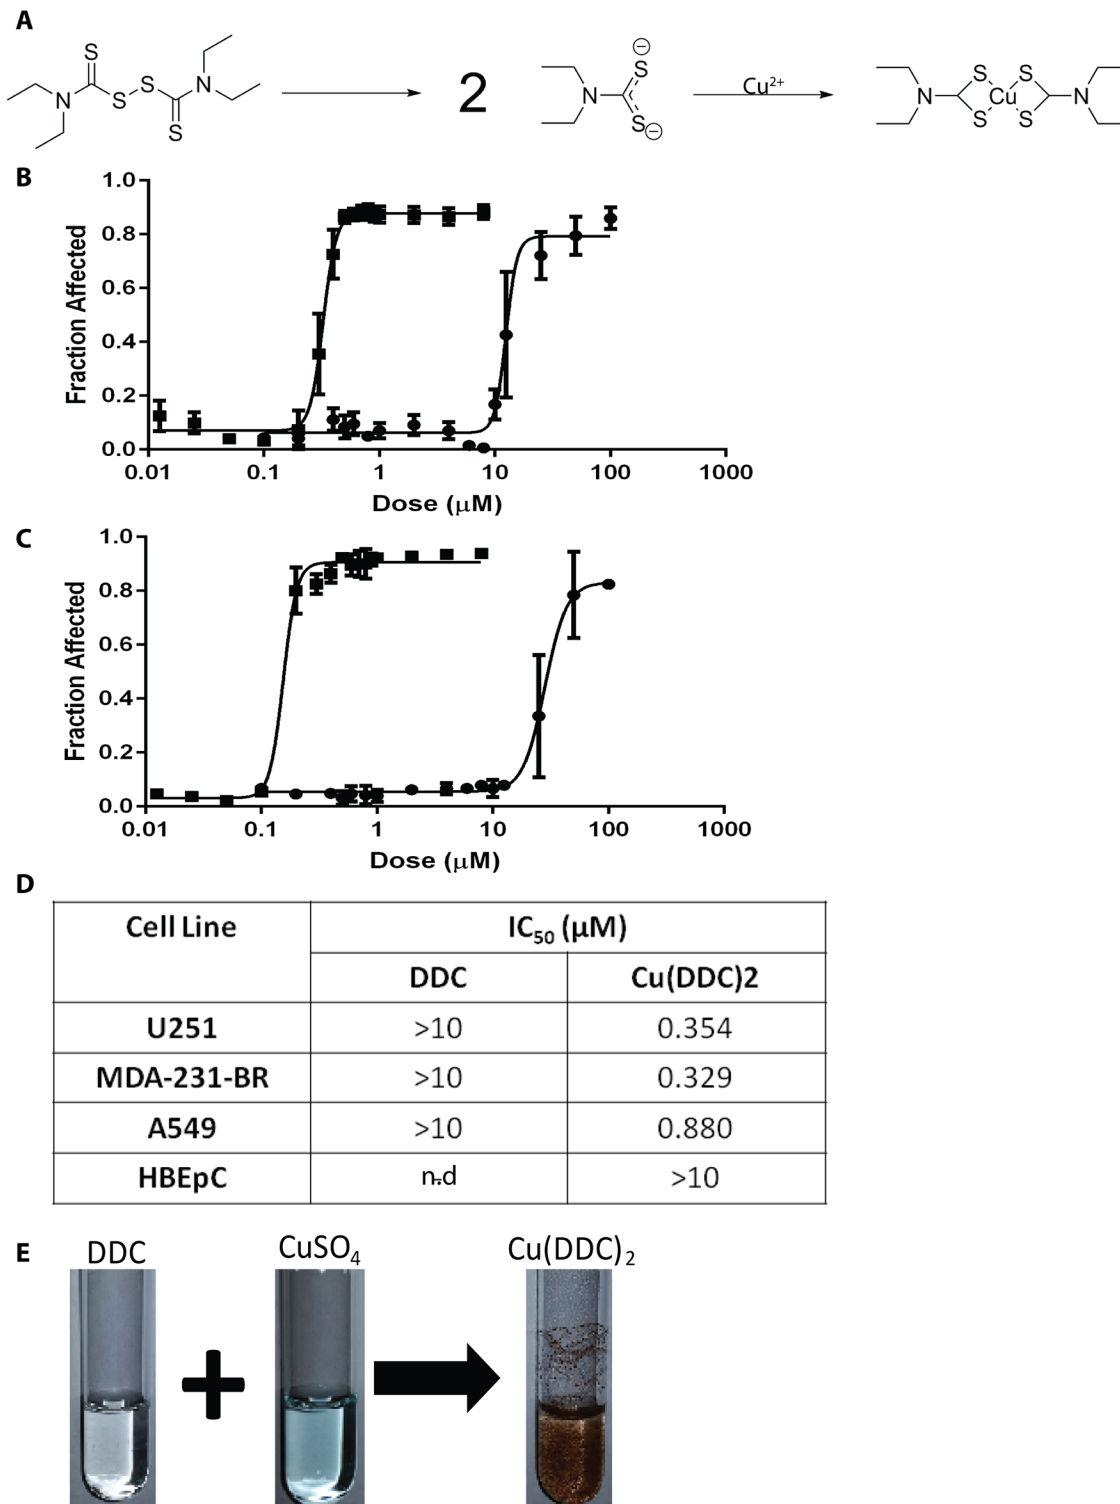 A
S
S
N
S
S
N
S
2
N
S
S
Cu2+
N
S
S
Cu
S
S
N
B
Fraction Affected
1.0
0.8
0.6
0.4
0.2
0.0
0.01 0.1 1 10 100 1000
Dose (μM)
C
Fraction Affected
1.0
0.8
0.6
0.4
0.2
0.0
0.01 0.1 1 10 100 1000
Dose (μM)
D
Cell Line IC50 (μM)
DDC Cu(DDC)2
U251 >10 0.354
MDA-231-BR >10 0.329
A549 >10 0.880
HBEpC n.d >10
E
DDC CuSO4 Cu(DDC)2